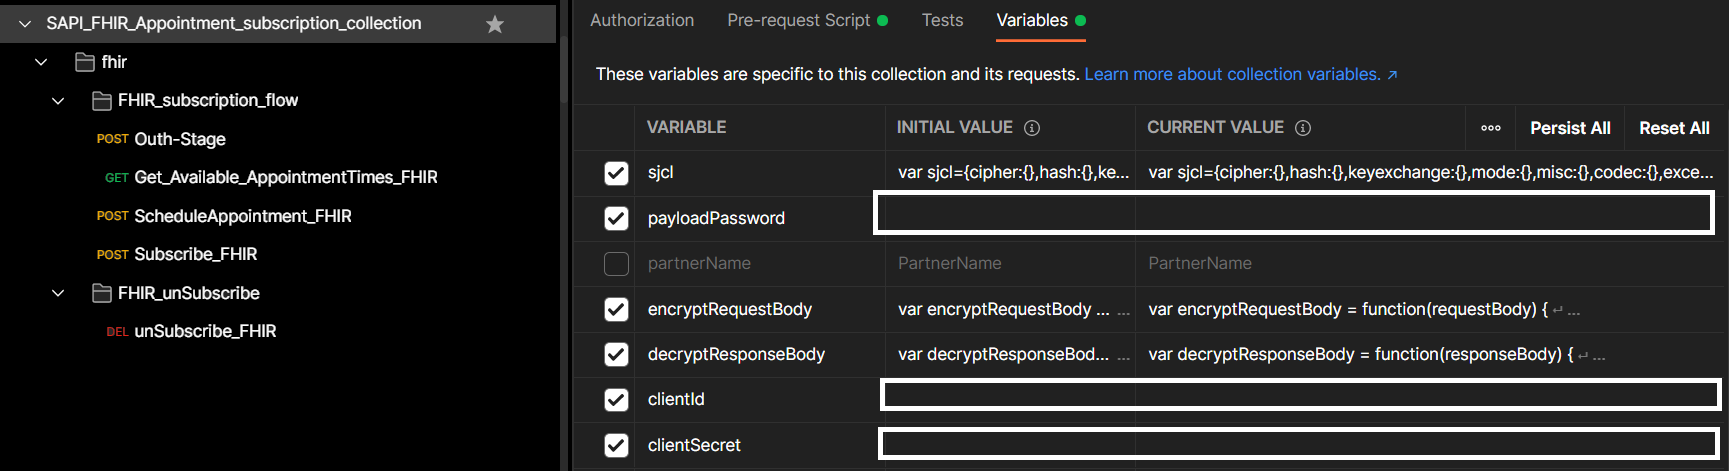 SAPI_FHIR_Appointment_subscription_collection
fhir
FHIR_subscription_flow
POST Outh-Stage
GET Get_Available_AppointmentTimes_FHIR
POST ScheduleAppointment_FHIR
POST Subscribe_FHIR
FHIR_unSubscribe
DEL unSubscribe_FHIR
Authorization Pre-request Script Tests Variables
These variables are specific to this collection and its requests. Learn more about collection variables. ↗
VARIABLE INITIAL VALUE CURRENT VALUE ooo Persist All Reset All
sjcl var sjcl={cipher:{},hash:{},ke... var sjcl={cipher:{},hash:{},keyexchange:{},mode:{},misc:{},codec:{},exce...
payloadPassword
partnerName PartnerName PartnerName
encryptRequestBody var encryptRequestBody ... ... var encryptRequestBody = function(requestBody) { ↵ ...
decryptResponseBody var decryptResponseBod... ... var decryptResponseBody = function(responseBody) { ↵ ...
clientId
clientSecret